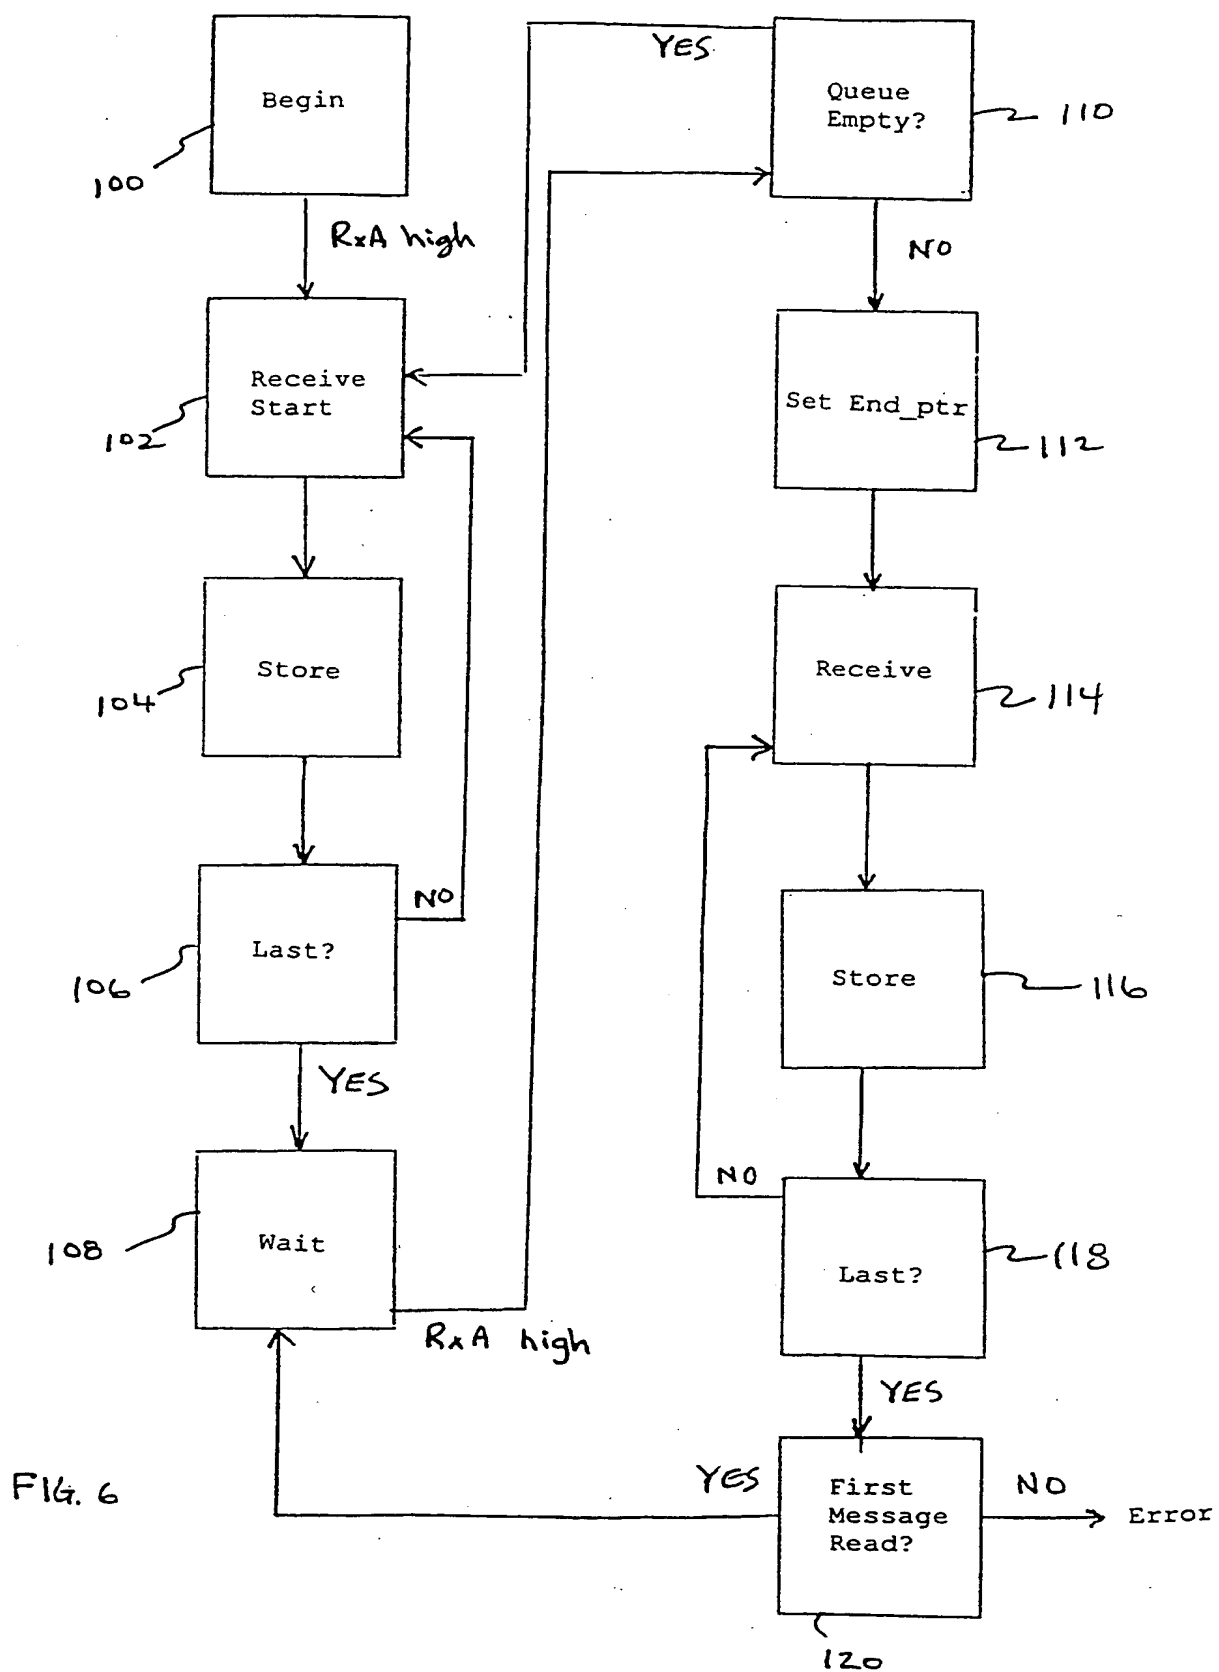 Begin
100
RxA high
Receive
Start
102
Store
104
Last?
106
NO
YES
Wait
108
RxA high
YES
Queue
Empty?
110
NO
Set End_ptr
112
Receive
114
Store
116
NO
Last?
118
YES
First
Message
Read?
120
YES
NO
Error
FIG. 6